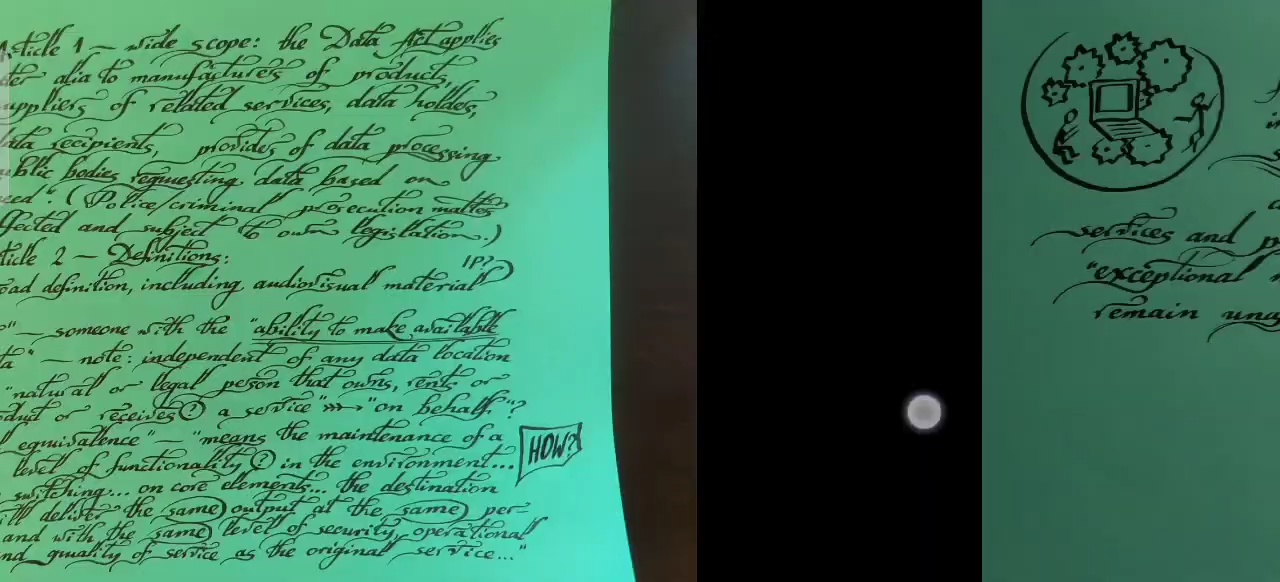 Article 1 — wide scope: the Data Act applies
alia to manufacturers of products,
suppliers of related services, data holders,
data recipients, provides of data processing
public bodies requesting data based on
need". (Police/criminal prosecution matters
affected and subject to own legislation.)
Article 2 — Definitions:
IP?
broad definition, including audiovisual material
— someone with the "ability to make available
— note: independent of any data location
"natural or legal person that owns, rents or
product or receives ? a service" "on behalf."?
equivalence" — "means the maintenance of a
HOW?
level of functionality ? in the environment...
switching... on core elements... the destination
will deliver the same output at the same per-
and with the same level of security, operational
and quality of service as the original service..."
services and
"exceptional
remain